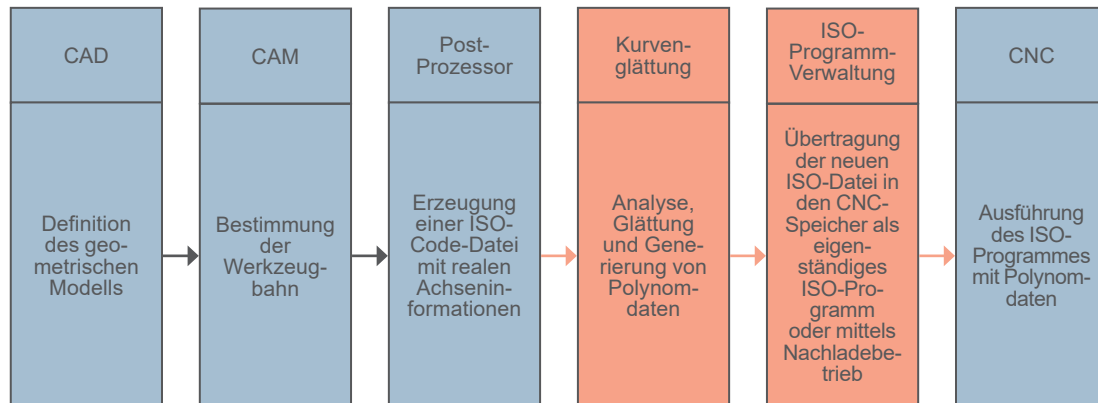 CAD
Definition
des geo-
metrischen
Modells
CAM
Bestimmung
der
Werkzeug-
bahn
Post-
Prozessor
Erzeugung
einer ISO-
Code-Datei
mit realen
Achsenin-
formationen
Kurven-
glättung
Analyse,
Glättung
und Gene-
rierung von
Polynom-
daten
ISO-
Programm-
Verwaltung
Übertragung
der neuen
ISO-Datei in
den CNC-
Speicher als
eigen-
ständiges
ISO-Pro-
gramm
oder mittels
Nachladebe-
trieb
CNC
Ausführung
des ISO-
Programmes
mit Polynom-
daten